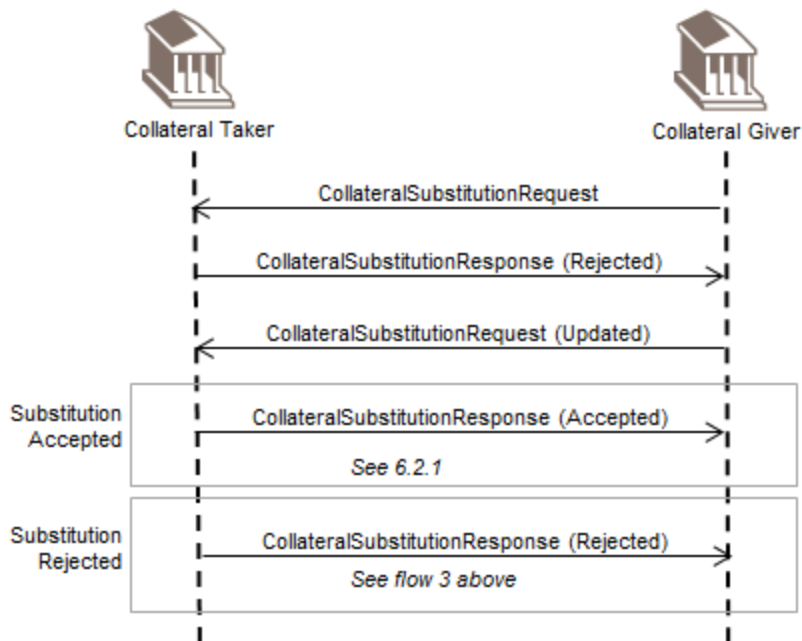 Collateral Taker
Collateral Giver
CollateralSubstitutionRequest
CollateralSubstitutionResponse (Rejected)
CollateralSubstitutionRequest (Updated)
Substitution
Accepted
CollateralSubstitutionResponse (Accepted)
See 6.2.1
Substitution
Rejected
CollateralSubstitutionResponse (Rejected)
See flow 3 above